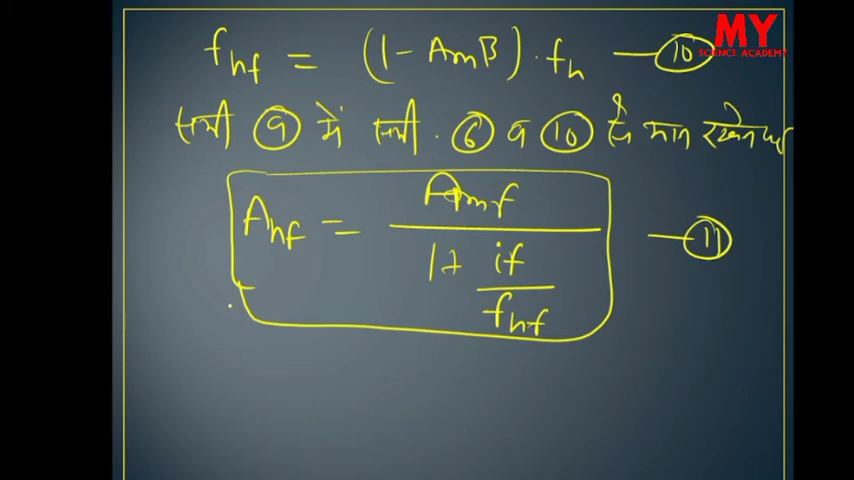 MY
SCIENCE ACADEMY
f_hf = (1 - AmB) · f_h — (10)
समी (9) में समी. (6) व (10) से मान रखने पर
A_hf = A_mf / (1 + if / f_hf) — (11)